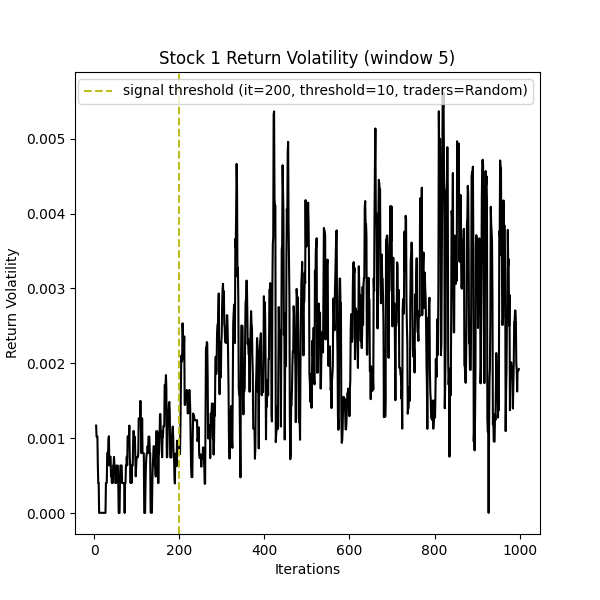 Stock 1 Return Volatility (window 5)
signal threshold (it=200, threshold=10, traders=Random)
0.005
0.004
0.003
0.002
0.001
0.000
Return Volatility
0 200 400 600 800 1000
Iterations